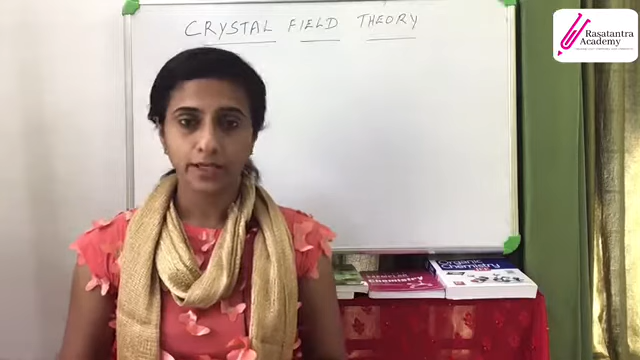 CRYSTAL FIELD THEORY
Rasatantra
Academy
Chemistry
Organic
Chemistry